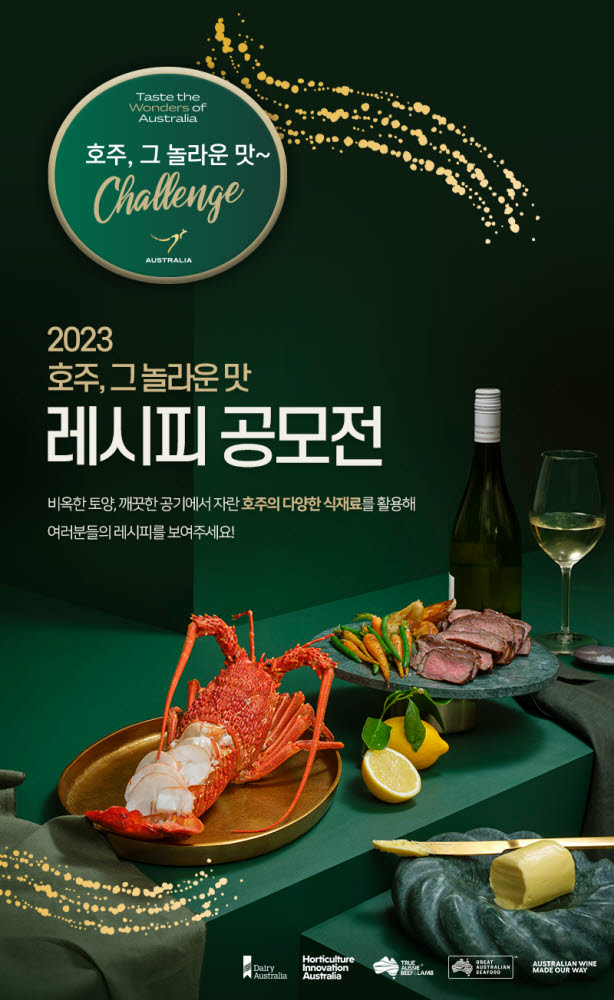 Taste the
Wonders of
Australia
호주, 그 놀라운 맛~
Challenge
AUSTRALIA
2023
호주, 그 놀라운 맛
레시피 공모전
비옥한 토양, 깨끗한 공기에서 자란 호주의 다양한 식재료를 활용해
여러분들의 레시피를 보여주세요!
Dairy
Australia
Horticulture
Innovation
Australia
TRUE
AUSSIE
BEEF & LAMB
GREAT
AUSTRALIAN
SEAFOOD
AUSTRALIAN WINE
MADE OUR WAY